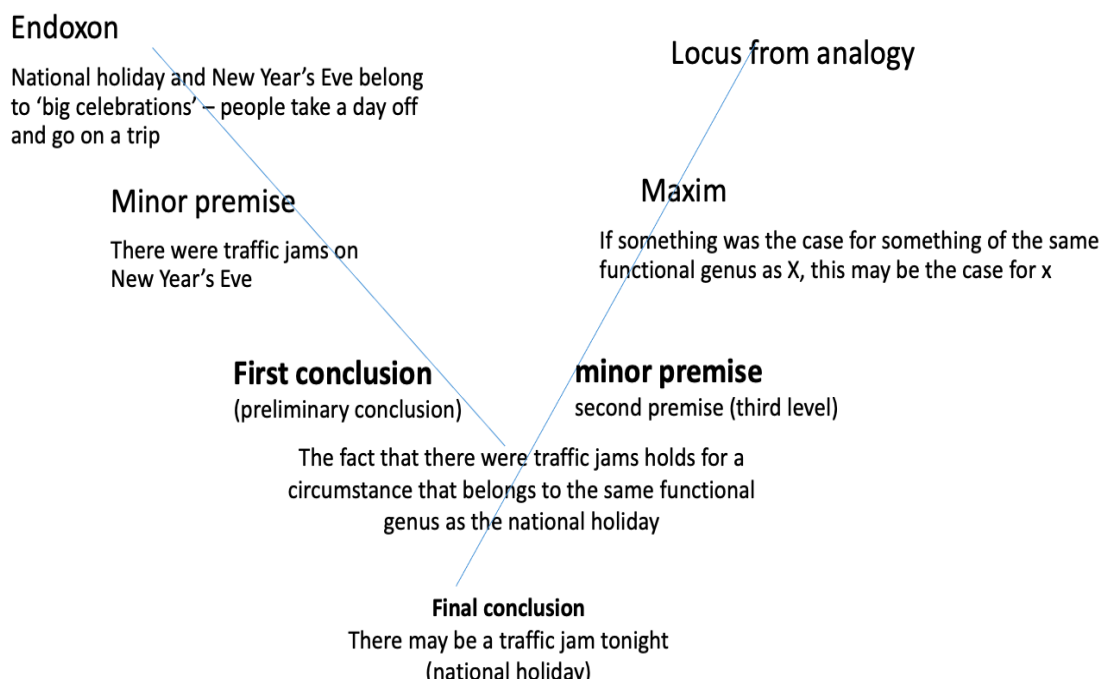 Endoxon
National holiday and New Year’s Eve belong
to ‘big celebrations’ – people take a day off
and go on a trip
Locus from analogy
Minor premise
There were traffic jams on
New Year’s Eve
Maxim
If something was the case for something of the same
functional genus as X, this may be the case for x
First conclusion
(preliminary conclusion)
minor premise
second premise (third level)
The fact that there were traffic jams holds for a
circumstance that belongs to the same functional
genus as the national holiday
Final conclusion
There may be a traffic jam tonight
(national holiday)